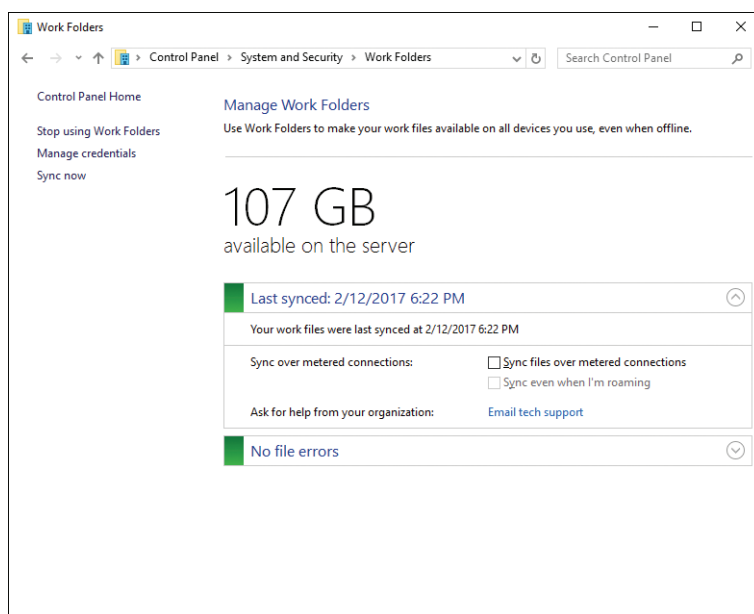 Work Folders
Control Panel > System and Security > Work Folders
Search Control Panel
Control Panel Home
Stop using Work Folders
Manage credentials
Sync now
Manage Work Folders
Use Work Folders to make your work files available on all devices you use, even when offline.
107 GB
available on the server
Last synced: 2/12/2017 6:22 PM
Your work files were last synced at 2/12/2017 6:22 PM
Sync over metered connections: Sync files over metered connections
Sync even when I'm roaming
Ask for help from your organization: Email tech support
No file errors